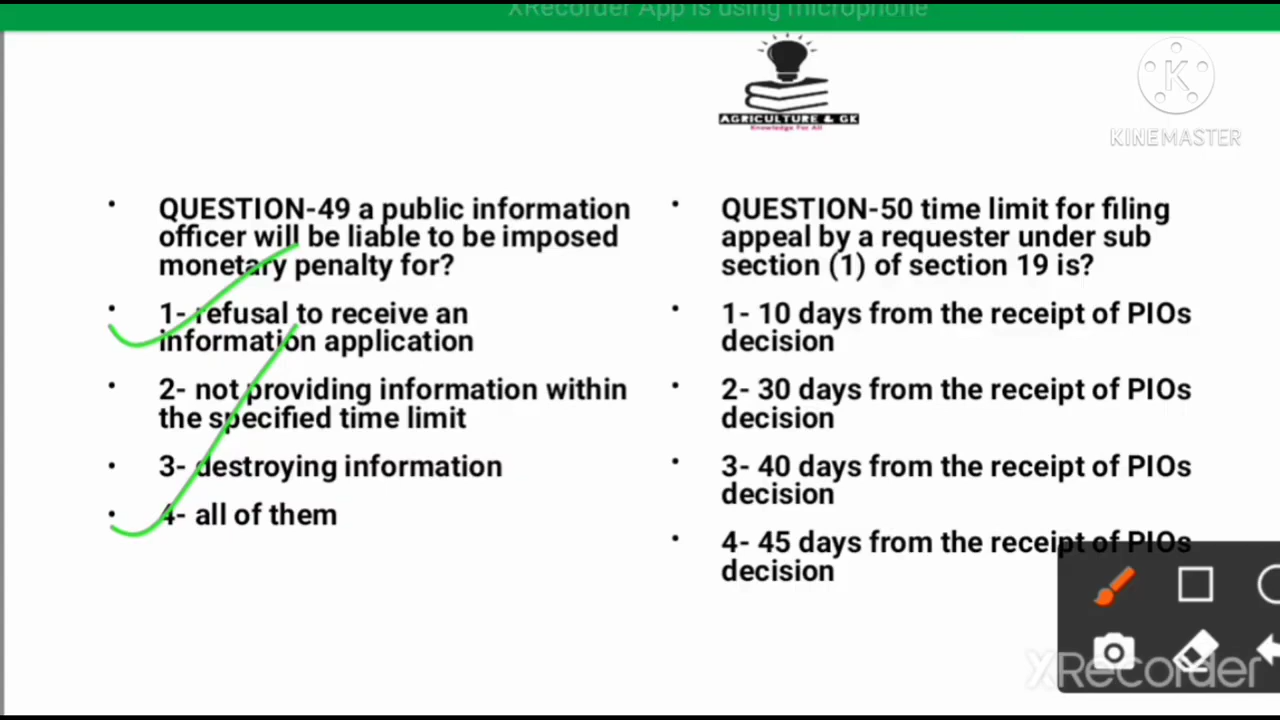 XRecorder App is using microphone
AGRICULTURE & GK
Knowledge For All
K
KINEMASTER
QUESTION-49 a public information
officer will be liable to be imposed
monetary penalty for?
1- refusal to receive an
information application
2- not providing information within
the specified time limit
3- destroying information
4- all of them
QUESTION-50 time limit for filing
appeal by a requester under sub
section (1) of section 19 is?
1- 10 days from the receipt of PIOs
decision
2- 30 days from the receipt of PIOs
decision
3- 40 days from the receipt of PIOs
decision
4- 45 days from the receipt of PIOs
decision
XRecorder